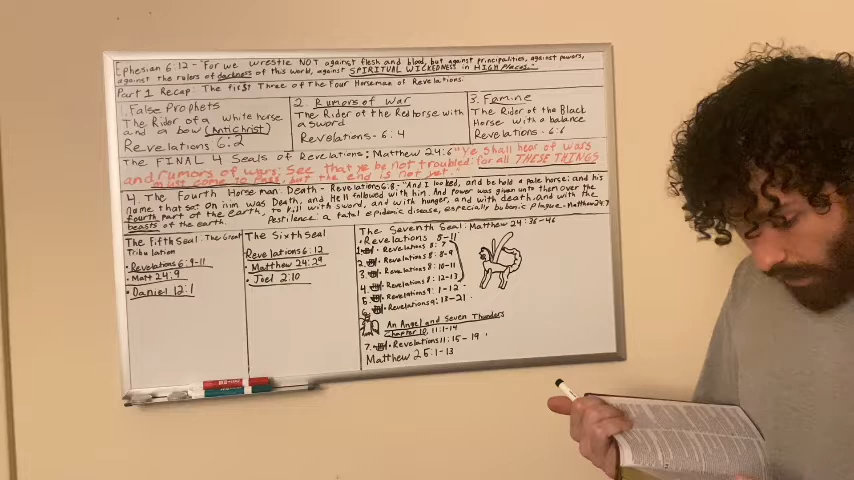 Ephesian 6:12 - "For we wrestle NOT against flesh and blood, but against principalities, against powers,
against the rulers of darkness of this world, against SPIRITUAL WICKEDNESS in HIGH places."
Part 1 Recap: The first Three of The Four Horseman of Revelations:
1. False Prophets
The Rider of a white horse
and a bow (Antichrist)
Revelations 6:2
2. Rumors of War
The Rider of the Red horse with
a sword
Revelations - 6:4
3. Famine
The Rider of the Black
Horse with a balance
Revelations - 6:6
The FINAL 4 Seals of Revelations: Matthew 24:6 "Ye shall hear of wars
and rumors of wars: See that ye be not troubled: for all THESE THINGS
must come to pass, but the end is not yet."
4. The Fourth Horseman: Death - Revelations 6:8 - "And I looked, and behold a pale horse; and his
name that sat on him was Death, and Hell followed with him. And Power was given unto them over the
fourth part of the earth, to kill with sword, and with hunger, and with death, and with the
beasts of the earth. Pestilence: a fatal epidemic disease, especially bubonic plague. - Matthew 24:7
The Fifth Seal: The Great
Tribulation
• Revelations 6:9-11
• Matt 24:9
• Daniel 12:1
The Sixth Seal
Revelations 6:12
• Matthew 24:29
• Joel 2:10
The Seventh Seal: Matthew 24:36-46
• Revelations 8-11
1. • Revelations 8:7
2. • Revelations 8:8-9
3. • Revelations 8:10-11
4. • Revelations 8:12-13
5. • Revelations 9:1-12
6. • Revelations 9:13-21
An Angel and Seven Thunders
Chapter 10, 11:1-14
7. • Revelations 11:15-19
Matthew 25:1-13